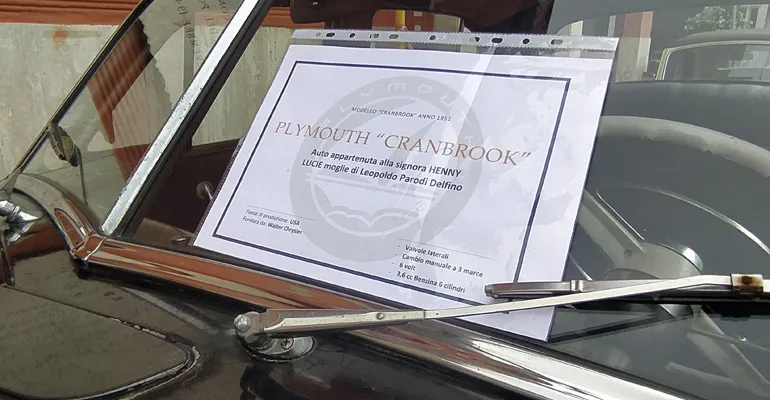 MODELLO "CRANBROOK" ANNO 1951
PLYMOUTH "CRANBROOK"
Auto appartenuta alla signora HENNY
LUCIE moglie di Leopoldo Parodi Delfino
Paese di produzione: USA
Fondata da: Walter Chrysler
- Valvole laterali
- Cambio manuale a 3 marce
- 6 volt
- 3,6 cc Benzina 6 cilindri
PLYMOUTH